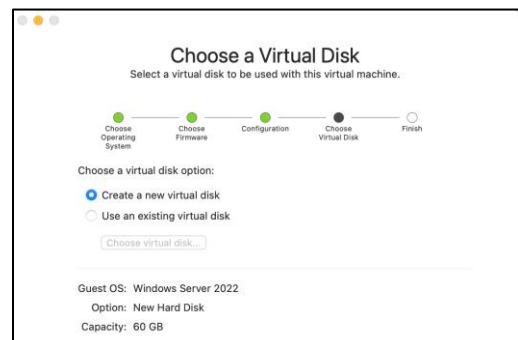 Choose a Virtual Disk
Select a virtual disk to be used with this virtual machine.
Choose Operating System
Choose Firmware
Configuration
Choose Virtual Disk
Finish
Choose a virtual disk option:
Create a new virtual disk
Use an existing virtual disk
Choose virtual disk...
Guest OS: Windows Server 2022
Option: New Hard Disk
Capacity: 60 GB